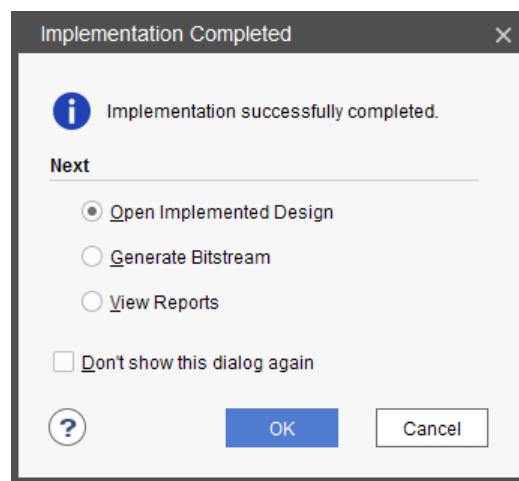 Implementation Completed
Implementation successfully completed.
Next
Open Implemented Design
Generate Bitstream
View Reports
Don't show this dialog again
?
OK
Cancel